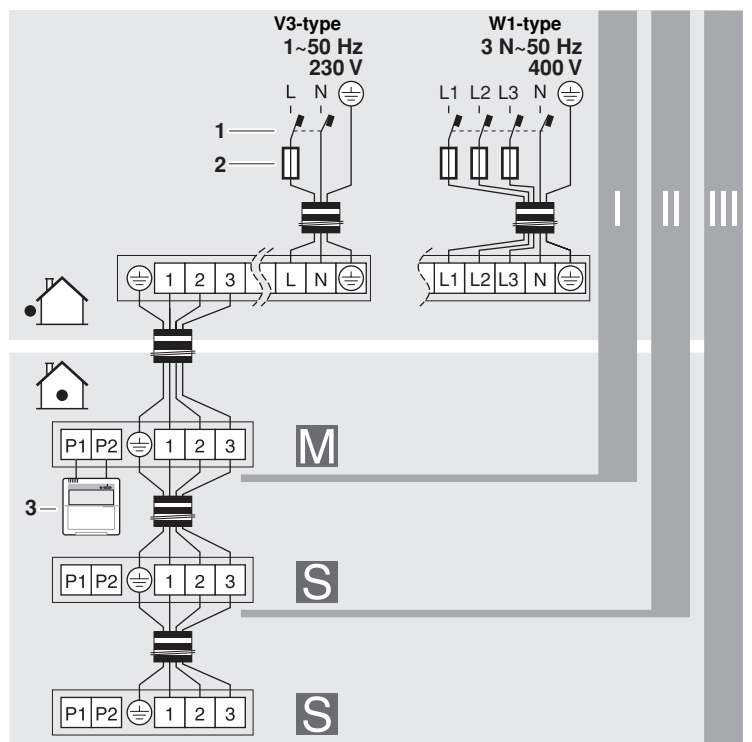 V3-type W1-type
1~50 Hz 3 N~50 Hz
230 V 400 V
L N L1 L2 L3 N
1
2
I II III
1 2 3 L N L1 L2 L3 N
P1 P2 1 2 3 M
3
P1 P2 1 2 3 S
P1 P2 1 2 3 S